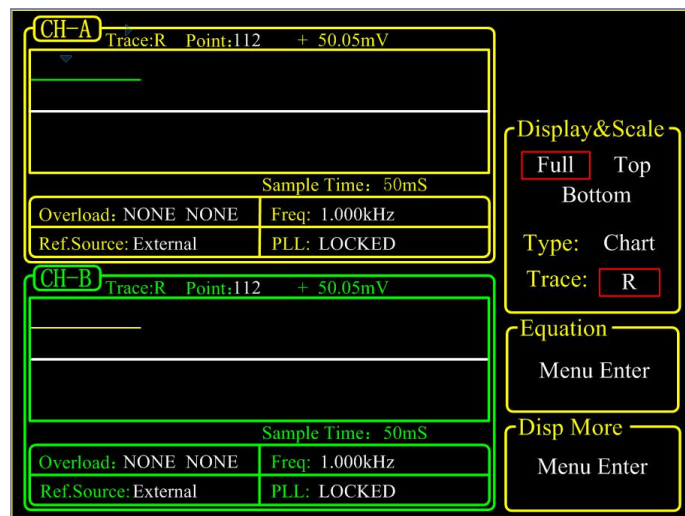 CH-A
Trace:R Point:112 + 50.05mV
Sample Time: 50mS
Overload: NONE NONE Freq: 1.000kHz
Ref.Source: External PLL: LOCKED
CH-B
Trace:R Point:112 + 50.05mV
Sample Time: 50mS
Overload: NONE NONE Freq: 1.000kHz
Ref.Source: External PLL: LOCKED
Display&Scale
Full Top
Bottom
Type: Chart
Trace: R
Equation
Menu Enter
Disp More
Menu Enter